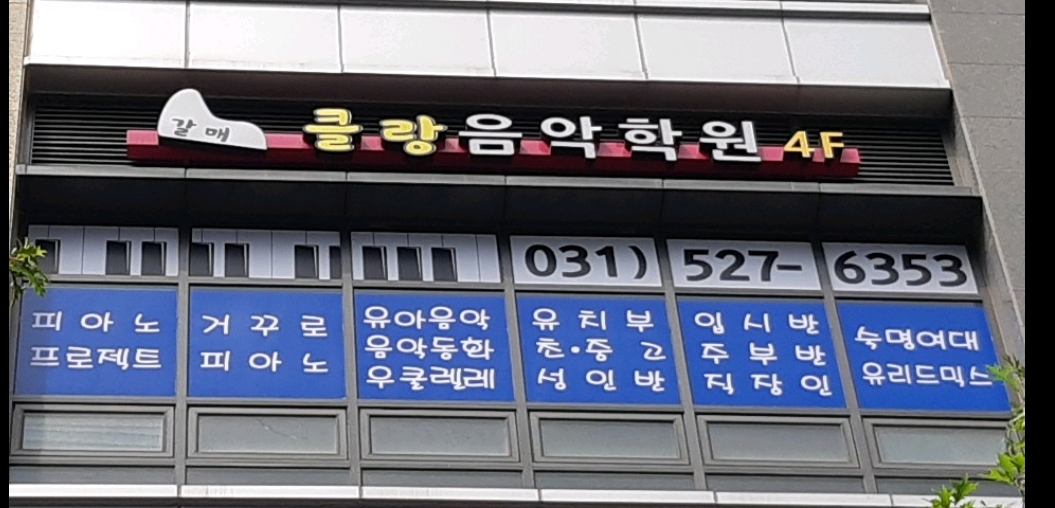 갈매 클랑음악학원 4F
031) 527-6353
피아노
프로젝트
거꾸로
피아노
유아음악
음악동화
우쿨렐레
유치부
초·중고
성인반
입시반
주부반
직장인
숙명여대
유리드믹스